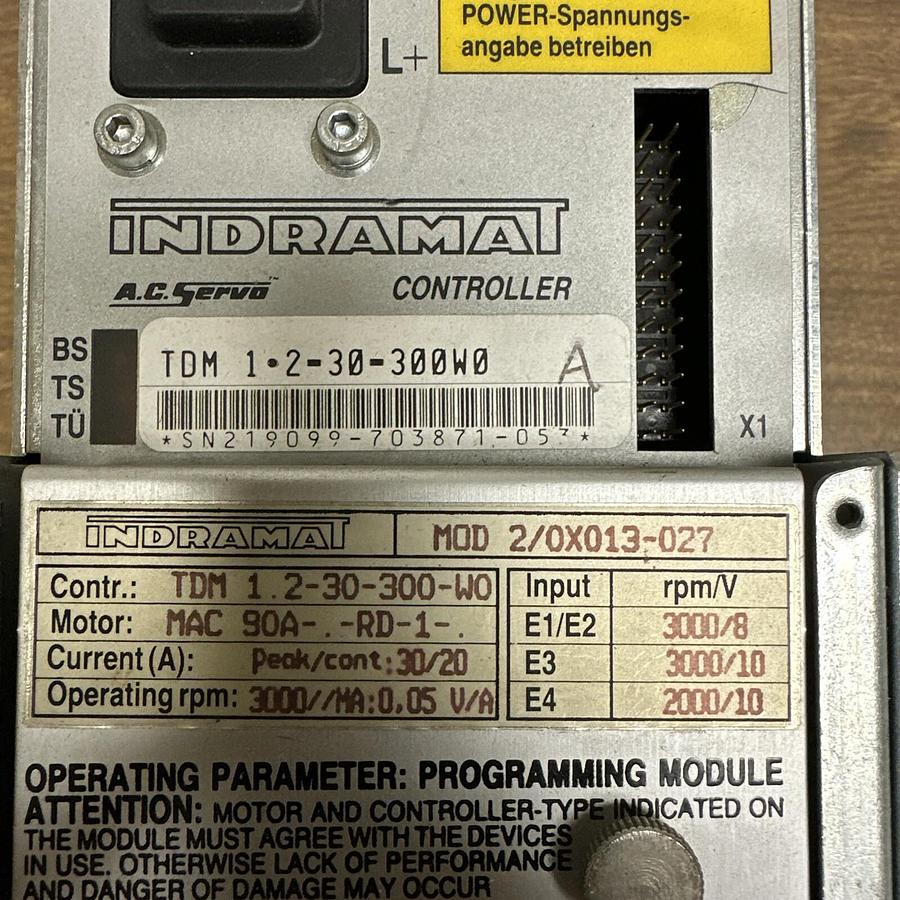 POWER-Spannungs-
angabe betreiben
L+
INDRAMAT
A.C. Servo™
CONTROLLER
BS
TS
TÜ
TDM 1•2-30-300W0
A
X1
INDRAMAT
MOD 2/0X013-027
Contr.: TDM 1.2-30-300-W0
Motor: MAC 90A-.-RD-1-.
Current (A): Peak/cont:30/20
Operating rpm: 3000//MA:0,05 V/A
Input rpm/V
E1/E2 3000/8
E3 3000/10
E4 2000/10
OPERATING PARAMETER: PROGRAMMING MODULE
ATTENTION: MOTOR AND CONTROLLER-TYPE INDICATED ON
THE MODULE MUST AGREE WITH THE DEVICES
IN USE. OTHERWISE LACK OF PERFORMANCE
AND DANGER OF DAMAGE MAY OCCUR